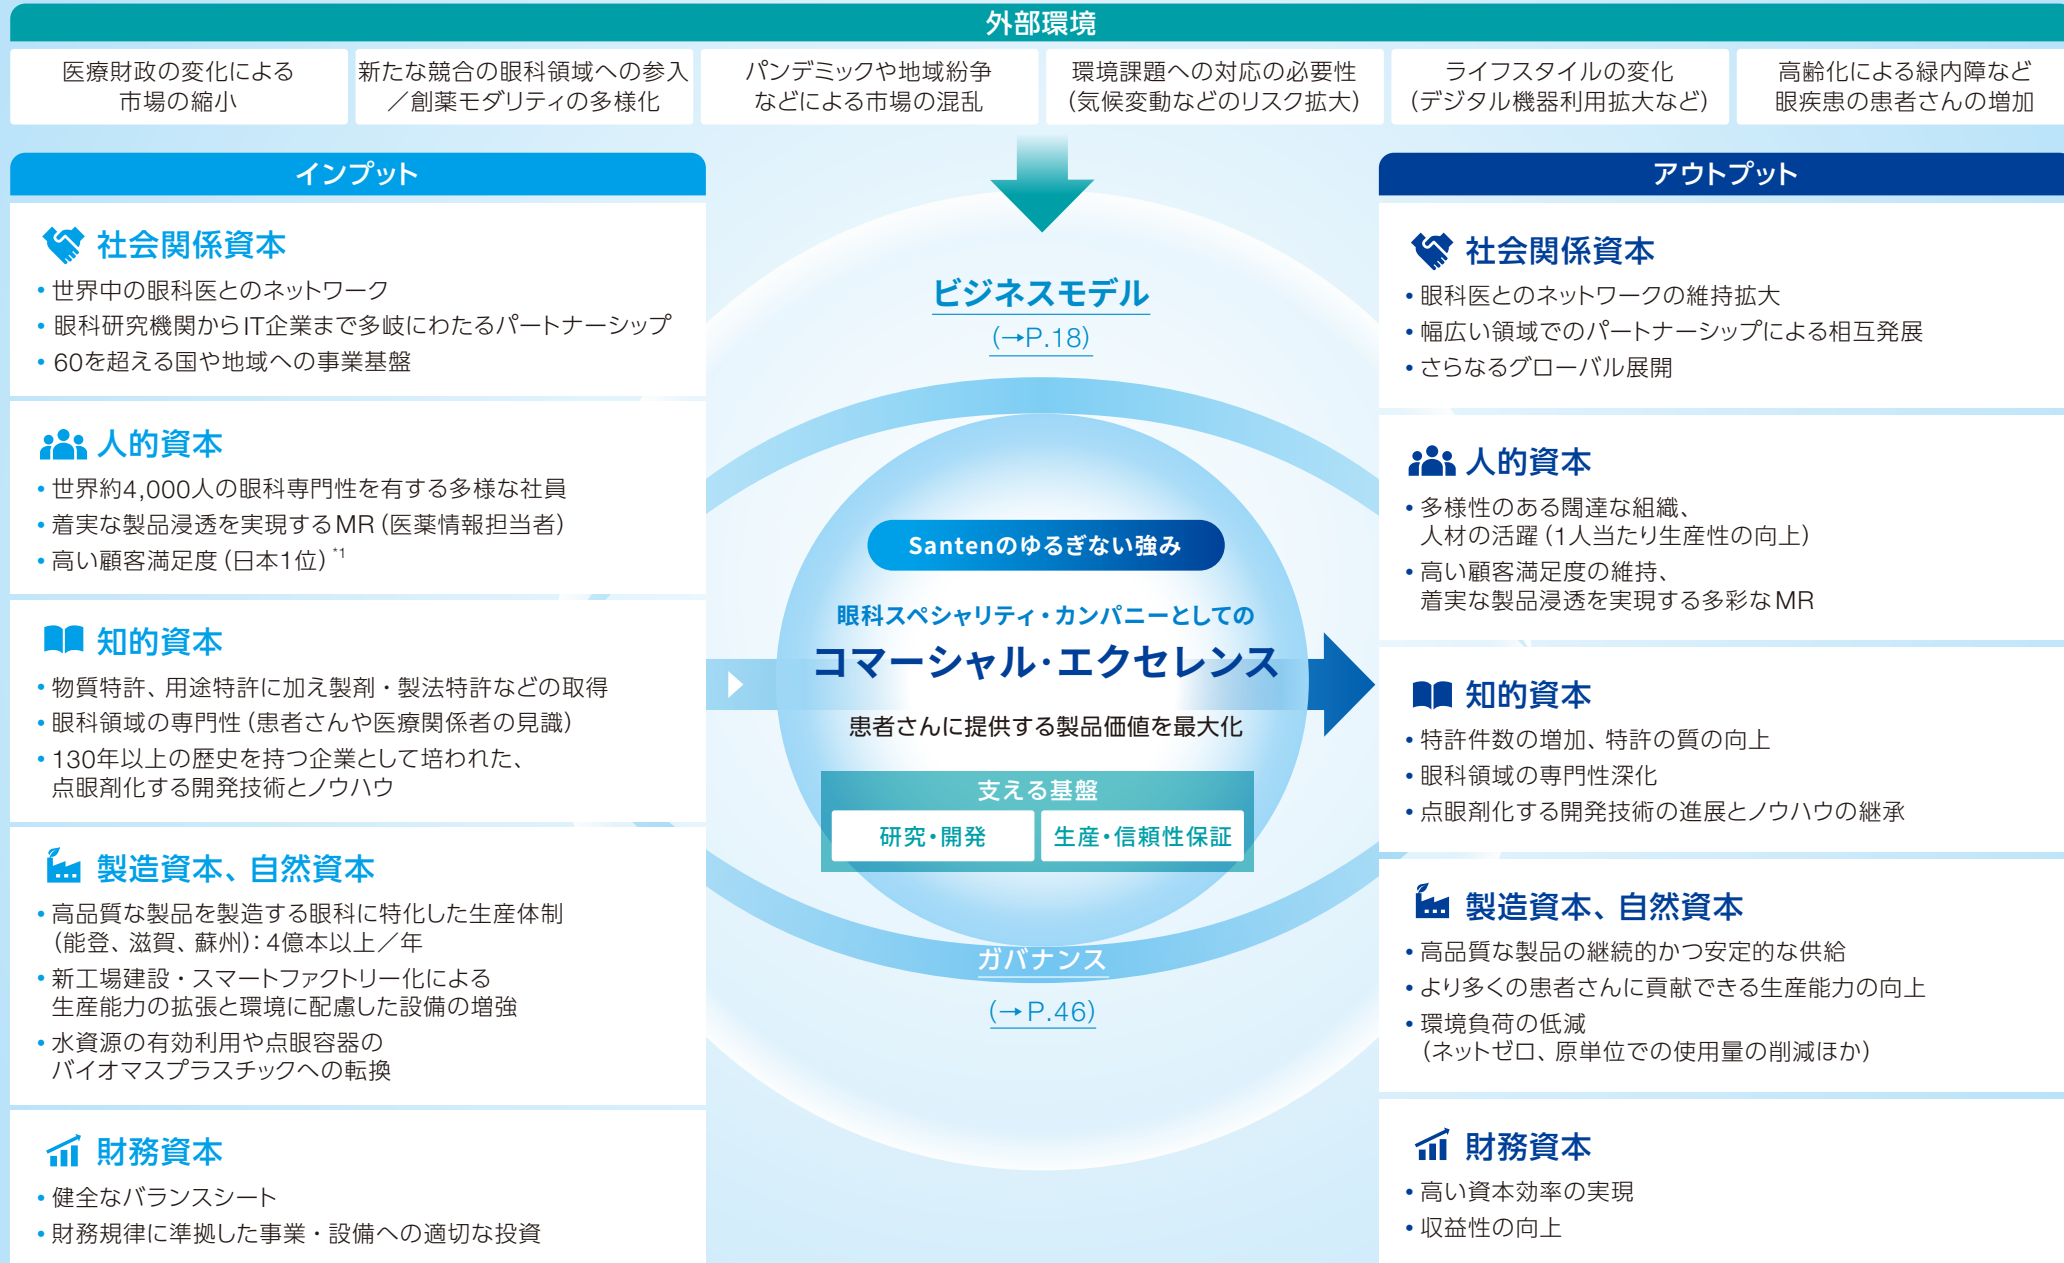 外部環境
医療財政の変化による
市場の縮小
新たな競合の眼科領域への参入
／創薬モダリティの多様化
パンデミックや地域紛争
などによる市場の混乱
環境課題への対応の必要性
（気候変動などのリスク拡大）
ライフスタイルの変化
（デジタル機器利用拡大など）
高齢化による緑内障など
眼疾患の患者さんの増加
インプット
社会関係資本
• 世界中の眼科医とのネットワーク
• 眼科研究機関からIT企業まで多岐にわたるパートナーシップ
• 60を超える国や地域への事業基盤
人的資本
• 世界約4,000人の眼科専門性を有する多様な社員
• 着実な製品浸透を実現するMR（医薬情報担当者）
• 高い顧客満足度（日本1位）*1
知的資本
• 物質特許、用途特許に加え製剤・製法特許などの取得
• 眼科領域の専門性（患者さんや医療関係者の見識）
• 130年以上の歴史を持つ企業として培われた、
点眼剤化する開発技術とノウハウ
製造資本、自然資本
• 高品質な製品を製造する眼科に特化した生産体制
（能登、滋賀、蘇州）：4億本以上／年
• 新工場建設・スマートファクトリー化による
生産能力の拡張と環境に配慮した設備の増強
• 水資源の有効利用や点眼容器の
バイオマスプラスチックへの転換
財務資本
• 健全なバランスシート
• 財務規律に準拠した事業・設備への適切な投資
ビジネスモデル
（→P.18）
Santenのゆるぎない強み
眼科スペシャリティ・カンパニーとしての
コマーシャル・エクセレンス
患者さんに提供する製品価値を最大化
支える基盤
研究・開発
生産・信頼性保証
ガバナンス
（→P.46）
アウトプット
社会関係資本
• 眼科医とのネットワークの維持拡大
• 幅広い領域でのパートナーシップによる相互発展
• さらなるグローバル展開
人的資本
• 多様性のある闊達な組織、
人材の活躍（1人当たり生産性の向上）
• 高い顧客満足度の維持、
着実な製品浸透を実現する多彩なMR
知的資本
• 特許件数の増加、特許の質の向上
• 眼科領域の専門性深化
• 点眼剤化する開発技術の進展とノウハウの継承
製造資本、自然資本
• 高品質な製品の継続的かつ安定的な供給
• より多くの患者さんに貢献できる生産能力の向上
• 環境負荷の低減
（ネットゼロ、原単位での使用量の削減ほか）
財務資本
• 高い資本効率の実現
• 収益性の向上